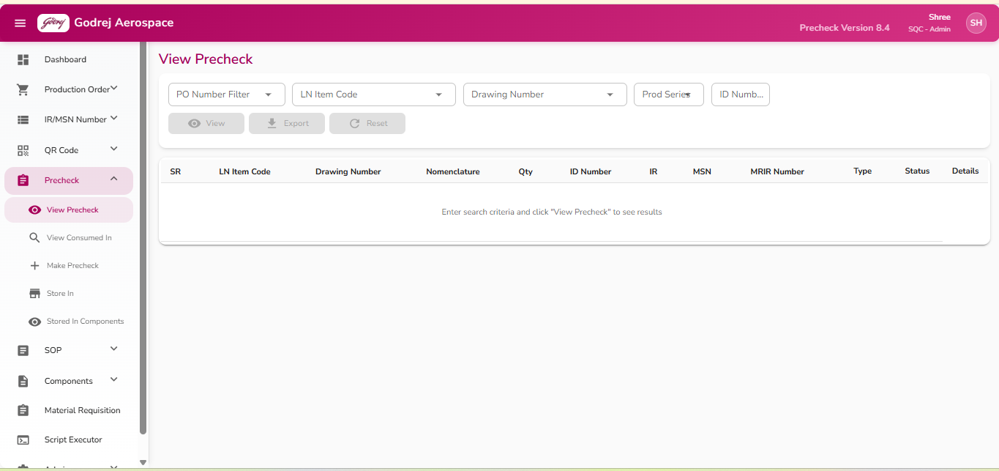 Godrej Godrej Aerospace
Precheck Version 8.4
Shree
SQC - Admin
SH
Dashboard
Production Order
IR/MSN Number
QR Code
Precheck
View Precheck
View Consumed In
Make Precheck
Store In
Stored In Components
SOP
Components
Material Requisition
Script Executor
View Precheck
PO Number Filter LN Item Code Drawing Number Prod Series ID Numb...
View Export Reset
SR LN Item Code Drawing Number Nomenclature Qty ID Number IR MSN MRIR Number Type Status Details
Enter search criteria and click "View Precheck" to see results